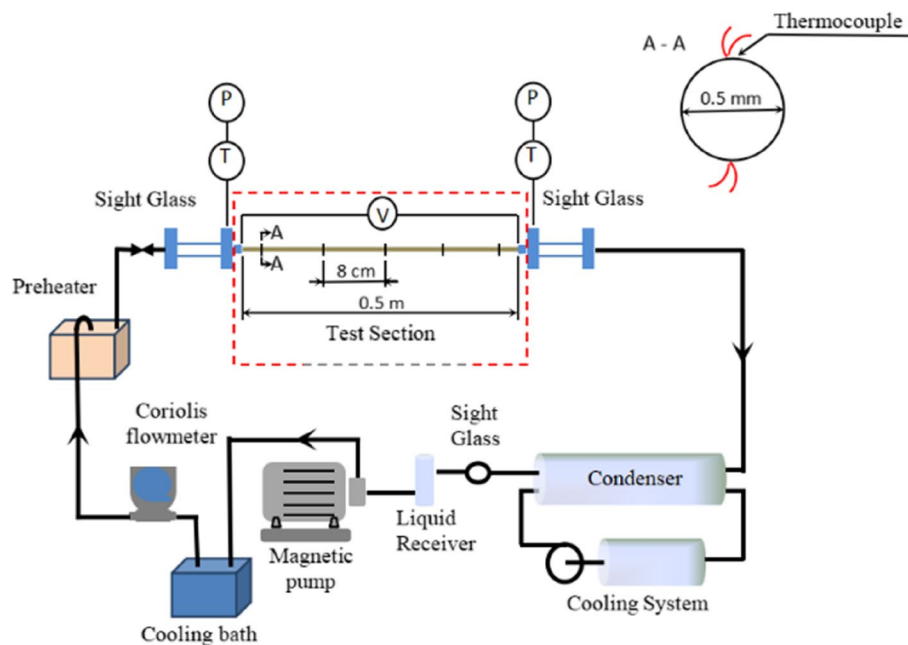 Thermocouple
A - A
0.5 mm
P
P
T
T
Sight Glass
Sight Glass
V
A
A
8 cm
0.5 m
Test Section
Preheater
Coriolis
flowmeter
Sight
Glass
Condenser
Liquid
Receiver
Magnetic
pump
Cooling System
Cooling bath